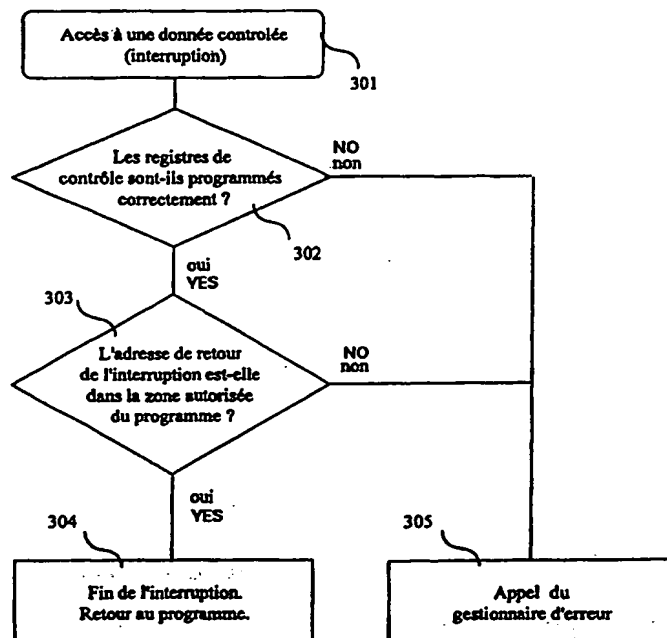 Accès à une donnée controlée
(interruption)
301
Les registres de
contrôle sont-ils programmés
correctement ?
302
NO
non
oui
YES
303
L'adresse de retour
de l'interruption est-elle
dans la zone autorisée
du programme ?
NO
non
oui
YES
304
Fin de l'interruption.
Retour au programme.
305
Appel du
gestionnaire d'erreur